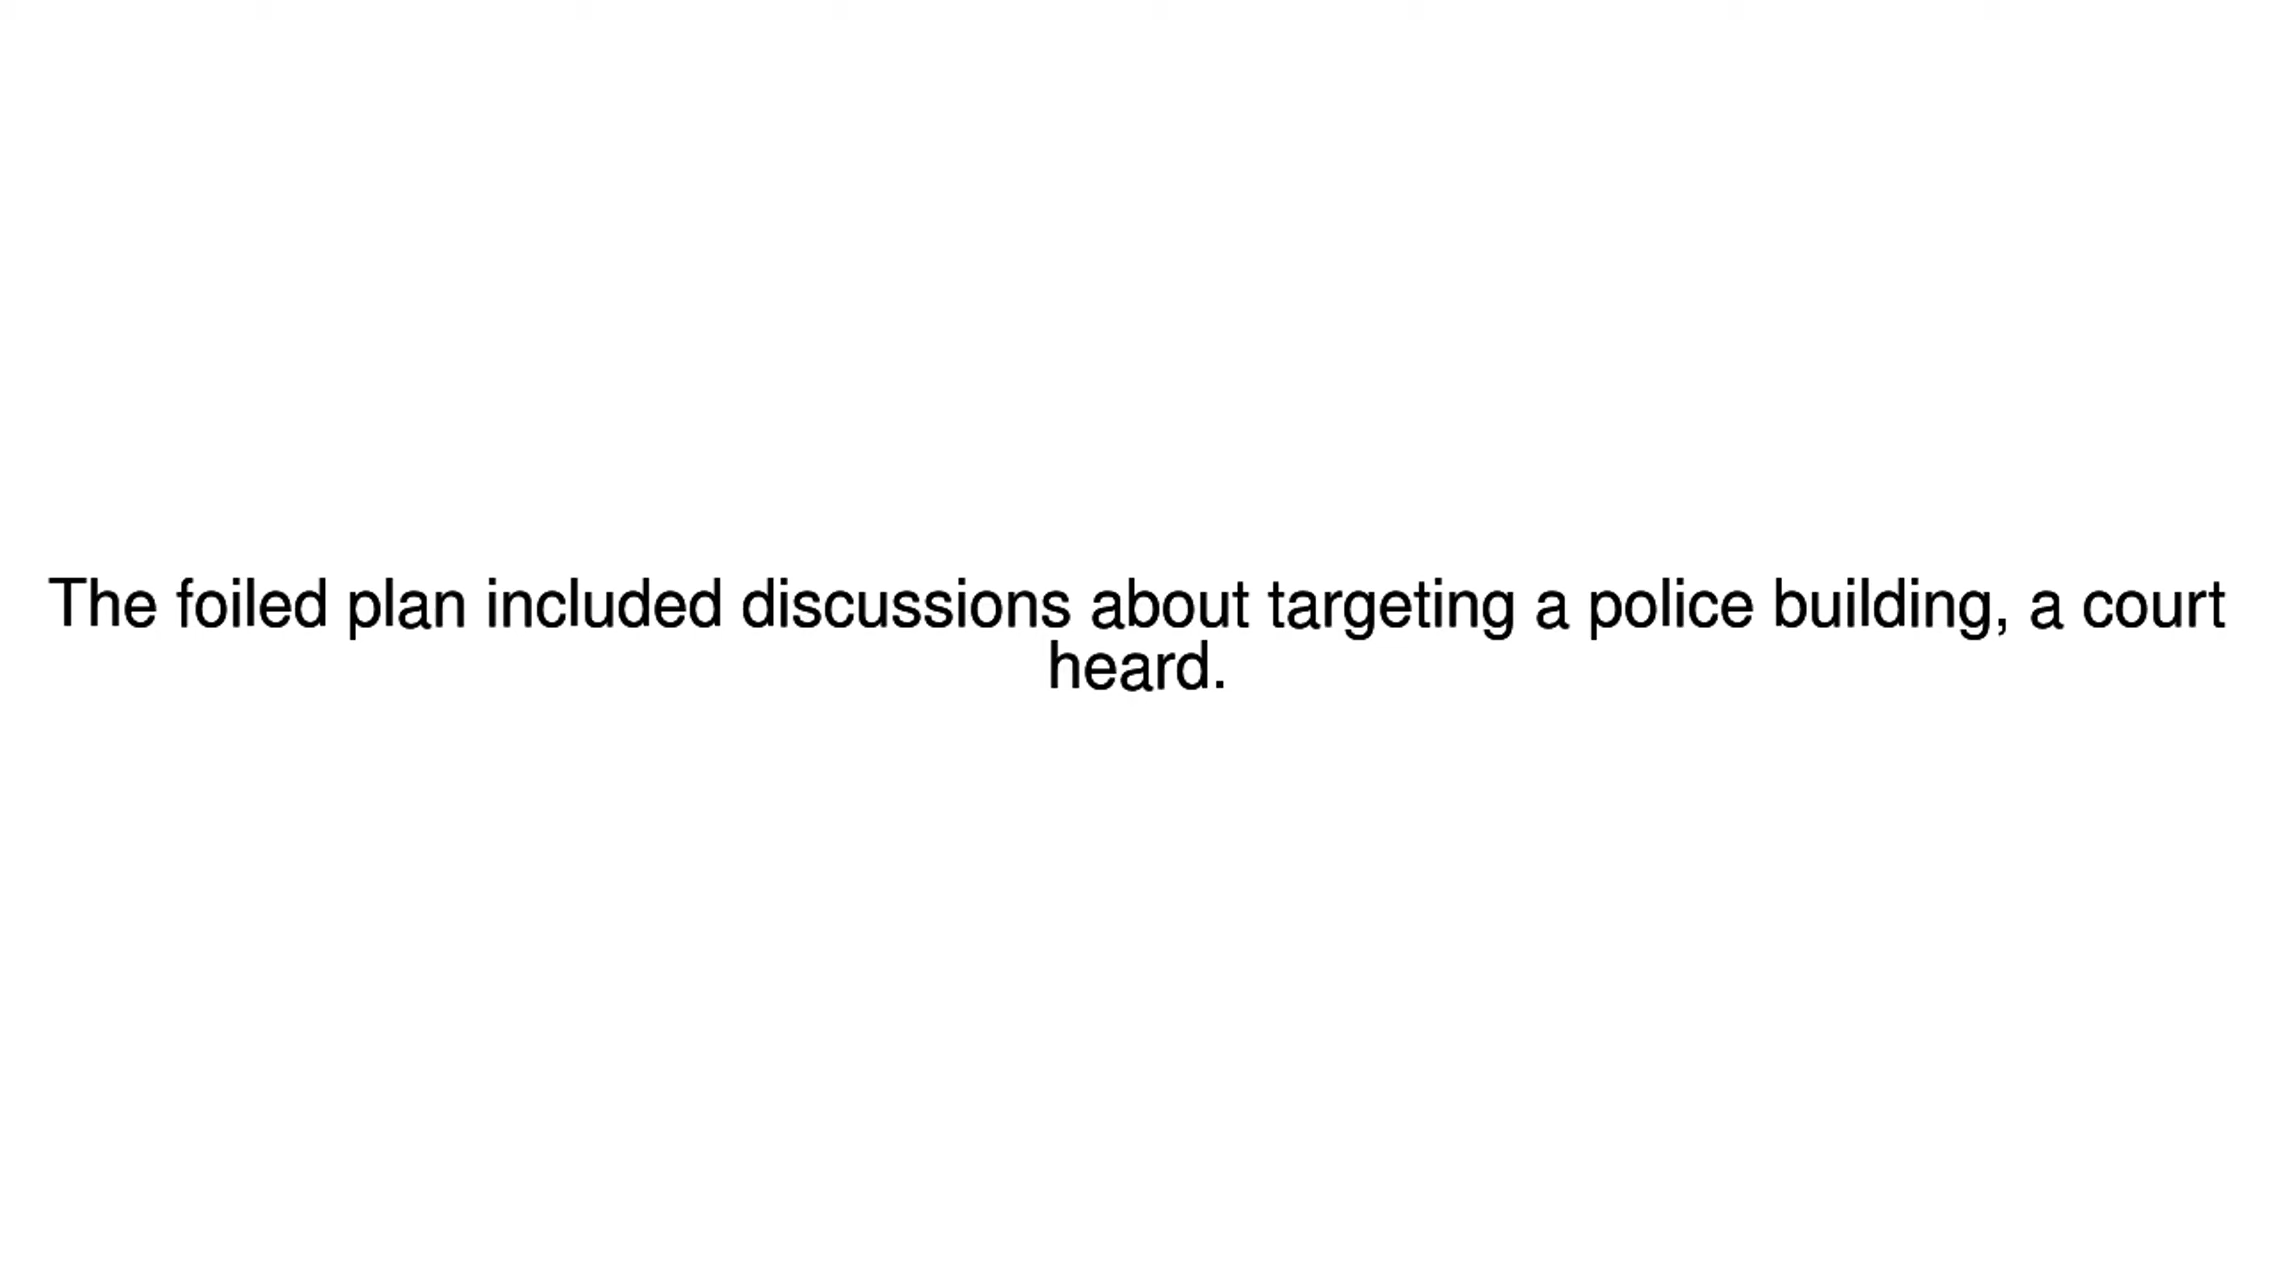 The foiled plan included discussions about targeting a police building, a court
heard.